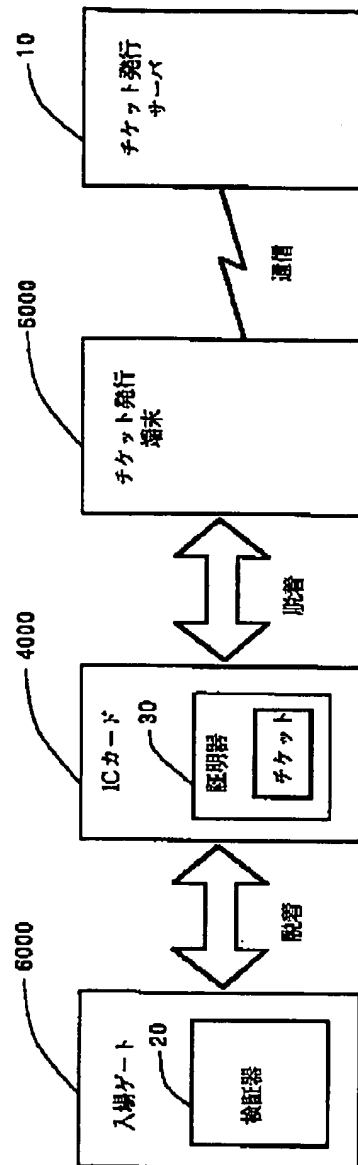 6000
入場ゲート
20
検証器
脱着
4000
ICカード
30
証明器
チケット
脱着
5000
チケット発行
端末
通信
10
チケット発行
サーバ